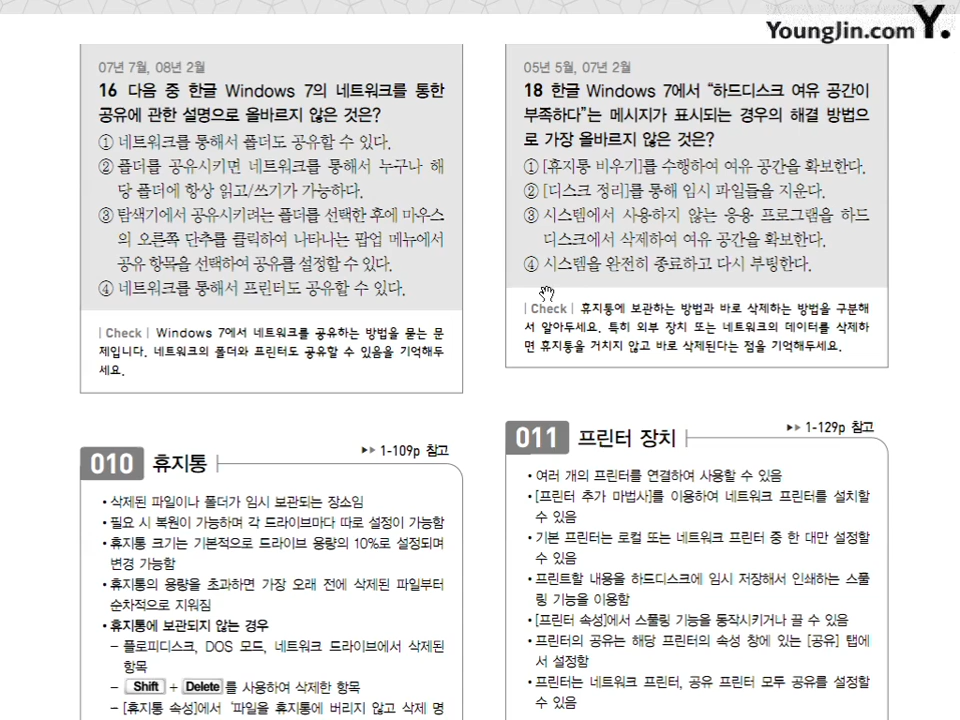 YoungJin.com Y.
07년 7월, 08년 2월
16 다음 중 한글 Windows 7의 네트워크를 통한
공유에 관한 설명으로 올바르지 않은 것은?
① 네트워크를 통해서 폴더도 공유할 수 있다.
② 폴더를 공유시키면 네트워크를 통해서 누구나 해
당 폴더에 항상 읽고/쓰기가 가능하다.
③ 탐색기에서 공유시키려는 폴더를 선택한 후에 마우스
의 오른쪽 단추를 클릭하여 나타나는 팝업 메뉴에서
공유 항목을 선택하여 공유를 설정할 수 있다.
④ 네트워크를 통해서 프린터도 공유할 수 있다.
| Check | Windows 7에서 네트워크를 공유하는 방법을 묻는 문
제입니다. 네트워크의 폴더와 프린터도 공유할 수 있음을 기억해두
세요.
010 휴지통
▶▶ 1-109p 참고
• 삭제된 파일이나 폴더가 임시 보관되는 장소임
• 필요 시 복원이 가능하며 각 드라이브마다 따로 설정이 가능함
• 휴지통 크기는 기본적으로 드라이브 용량의 10%로 설정되며
변경 가능함
• 휴지통의 용량을 초과하면 가장 오래 전에 삭제된 파일부터
순차적으로 지워짐
• 휴지통에 보관되지 않는 경우
– 플로피디스크, DOS 모드, 네트워크 드라이브에서 삭제된
항목
– Shift + Delete 를 사용하여 삭제한 항목
– [휴지통 속성]에서 '파일을 휴지통에 버리지 않고 삭제 명
05년 5월, 07년 2월
18 한글 Windows 7에서 “하드디스크 여유 공간이
부족하다”는 메시지가 표시되는 경우의 해결 방법으
로 가장 올바르지 않은 것은?
① [휴지통 비우기]를 수행하여 여유 공간을 확보한다.
② [디스크 정리]를 통해 임시 파일들을 지운다.
③ 시스템에서 사용하지 않는 응용 프로그램을 하드
디스크에서 삭제하여 여유 공간을 확보한다.
④ 시스템을 완전히 종료하고 다시 부팅한다.
| Check | 휴지통에 보관하는 방법과 바로 삭제하는 방법을 구분해
서 알아두세요. 특히 외부 장치 또는 네트워크의 데이터를 삭제하
면 휴지통을 거치지 않고 바로 삭제된다는 점을 기억해두세요.
011 프린터 장치
▶▶ 1-129p 참고
• 여러 개의 프린터를 연결하여 사용할 수 있음
• [프린터 추가 마법사]를 이용하여 네트워크 프린터를 설치할
수 있음
• 기본 프린터는 로컬 또는 네트워크 프린터 중 한 대만 설정할
수 있음
• 프린트할 내용을 하드디스크에 임시 저장해서 인쇄하는 스풀
링 기능을 이용함
• [프린터 속성]에서 스풀링 기능을 동작시키거나 끌 수 있음
• 프린터의 공유는 해당 프린터의 속성 창에 있는 [공유] 탭에
서 설정함
• 프린터는 네트워크 프린터, 공유 프린터 모두 공유를 설정할
수 있음